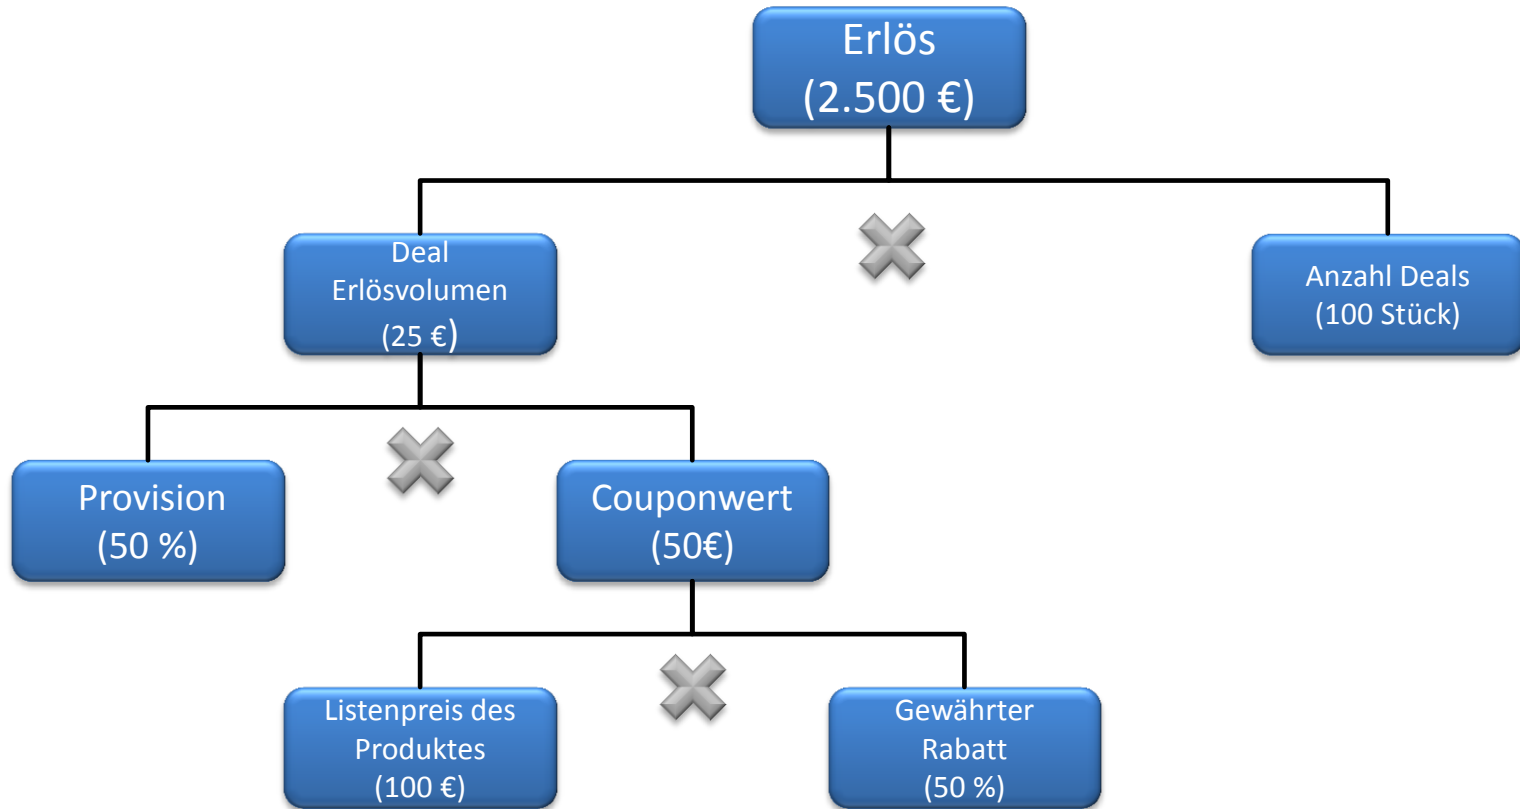 Erlös
(2.500 €)
Deal
Erlösvolumen
(25 €)
Anzahl Deals
(100 Stück)
Provision
(50 %)
Couponwert
(50€)
Listenpreis des
Produktes
(100 €)
Gewährter
Rabatt
(50 %)